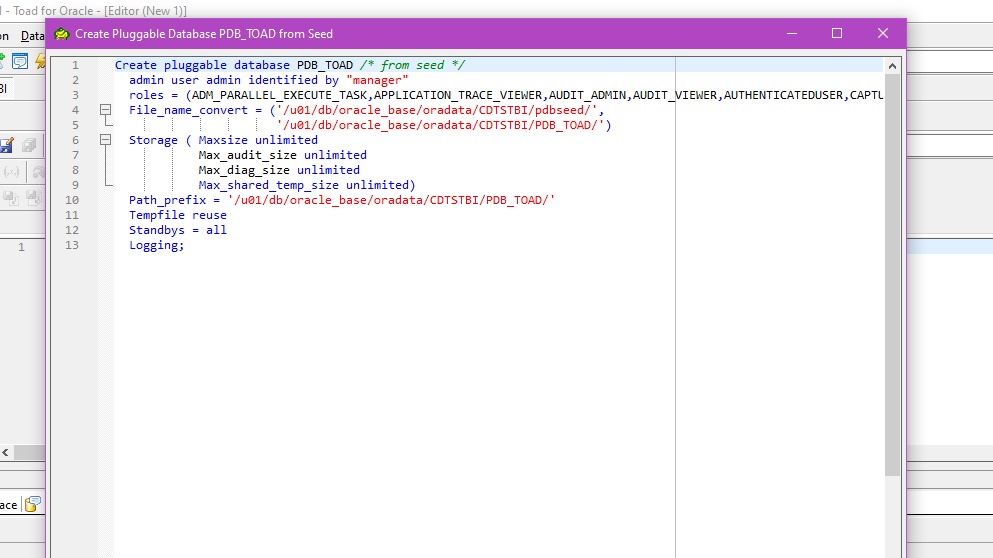 - Toad for Oracle - [Editor (New 1)]
Data
Create Pluggable Database PDB_TOAD from Seed
1 Create pluggable database PDB_TOAD /* from seed */
2 admin user admin identified by "manager"
3 roles = (ADM_PARALLEL_EXECUTE_TASK,APPLICATION_TRACE_VIEWER,AUDIT_ADMIN,AUDIT_VIEWER,AUTHENTICATEDUSER,CAPTU
4 File_name_convert = ('/u01/db/oracle_base/oradata/CDTSTBI/pdbseed/',
5 '/u01/db/oracle_base/oradata/CDTSTBI/PDB_TOAD/')
6 Storage ( Maxsize unlimited
7 Max_audit_size unlimited
8 Max_diag_size unlimited
9 Max_shared_temp_size unlimited)
10 Path_prefix = '/u01/db/oracle_base/oradata/CDTSTBI/PDB_TOAD/'
11 Tempfile reuse
12 Standbys = all
13 Logging;
1
ace